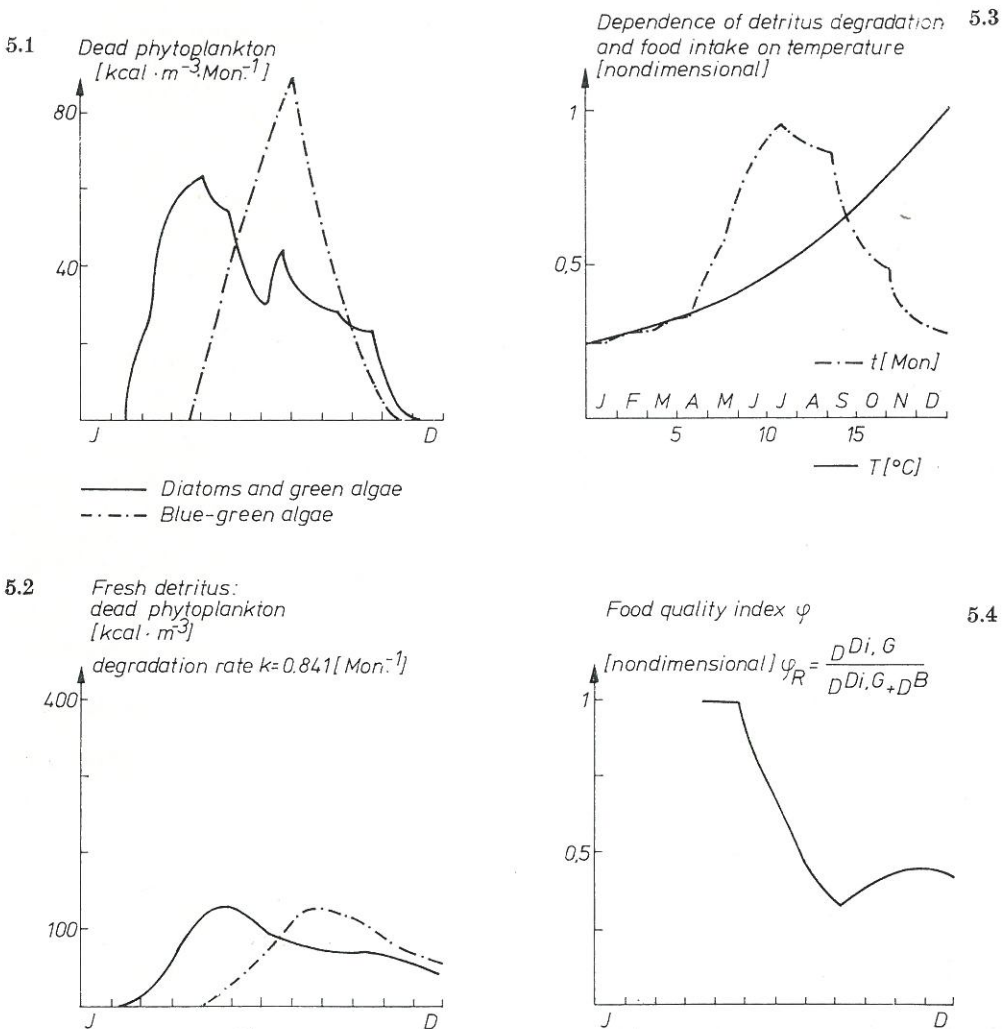 5.1
Dead phytoplankton
[kcal · m⁻³·Mon.⁻¹]
80
40
J
D
Diatoms and green algae
Blue-green algae
5.3
Dependence of detritus degradation
and food intake on temperature
[nondimensional]
1
0,5
t[Mon]
J F M A M J J A S O N D
5 10 15
T[°C]
5.2
Fresh detritus:
dead phytoplankton
[kcal · m⁻³]
degradation rate k=0.841[Mon.⁻¹]
400
100
J
D
5.4
Food quality index φ
[nondimensional] φ_R = D^Di,G / D^Di,G + D^B
1
0,5
J
D